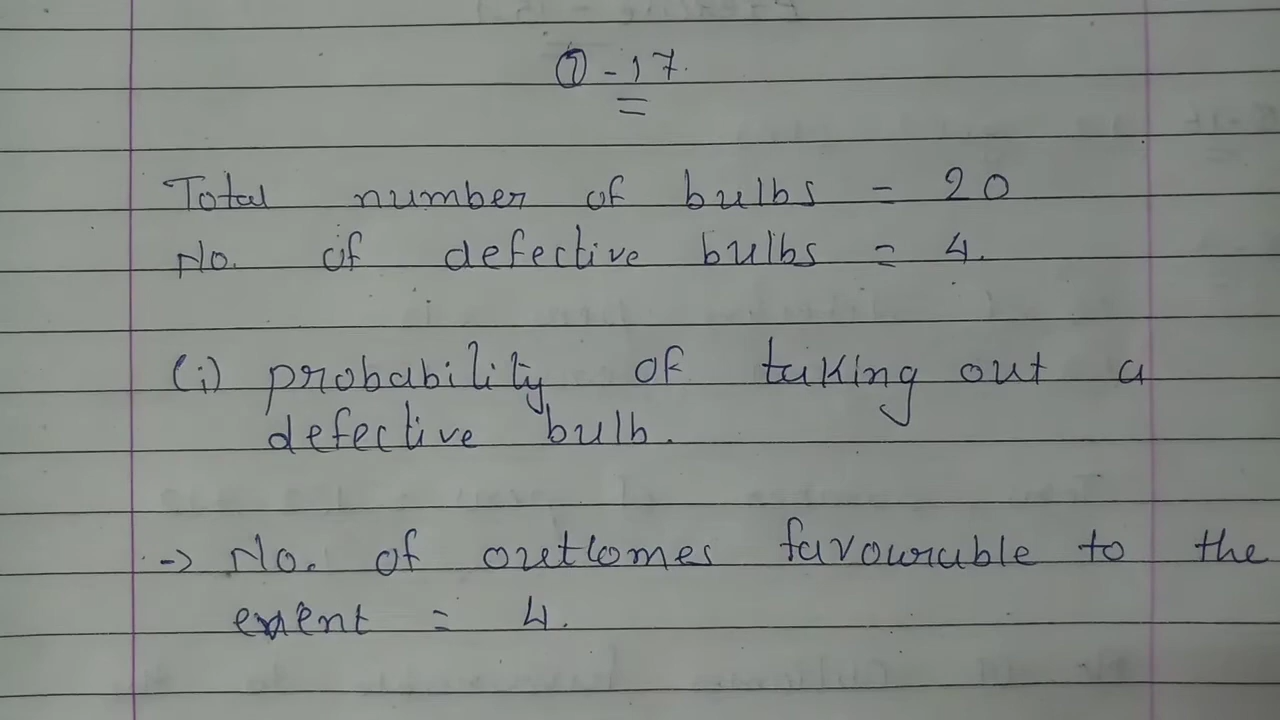 Q-17.
Total number of bulbs = 20
No. of defective bulbs = 4.
(i) probability of taking out a
defective bulb.
→ No. of outcomes favourable to the
event = 4.